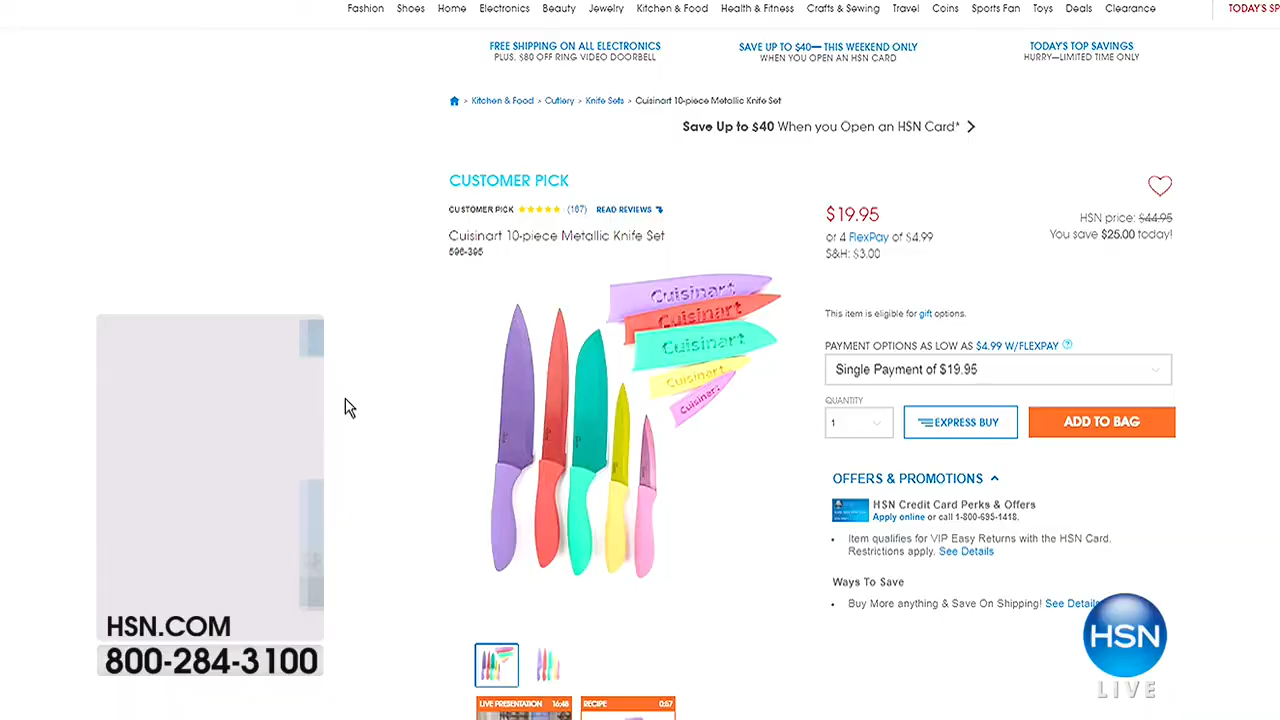 Fashion Shoes Home Electronics Beauty Jewelry Kitchen & Food Health & Fitness Crafts & Sewing Travel Coins Sports Fan Toys Deals Clearance TODAY'S SP
FREE SHIPPING ON ALL ELECTRONICS
PLUS, $80 OFF RING VIDEO DOORBELL
SAVE UP TO $40— THIS WEEKEND ONLY
WHEN YOU OPEN AN HSN CARD
TODAY'S TOP SAVINGS
HURRY—LIMITED TIME ONLY
> Kitchen & Food > Cutlery > Knife Sets > Cuisinart 10-piece Metallic Knife Set
Save Up to $40 When you Open an HSN Card* >
CUSTOMER PICK
CUSTOMER PICK (167) READ REVIEWS
Cuisinart 10-piece Metallic Knife Set
596-395
Cuisinart
Cuisinart
Cuisinart
Cuisinart
Cuisinart
$19.95
or 4 FlexPay of $4.99
S&H: $3.00
HSN price: $44.95
You save $25.00 today!
This item is eligible for gift options.
PAYMENT OPTIONS AS LOW AS $4.99 W/FLEXPAY ?
Single Payment of $19.95
QUANTITY
1
EXPRESS BUY
ADD TO BAG
OFFERS & PROMOTIONS
HSN Credit Card Perks & Offers
Apply online or call 1-800-695-1418.
• Item qualifies for VIP Easy Returns with the HSN Card.
Restrictions apply. See Details
Ways To Save
• Buy More anything & Save On Shipping! See Details
HSN.COM
800-284-3100
HSN
LIVE
LIVE PRESENTATION 16:48
RECIPE 0:57